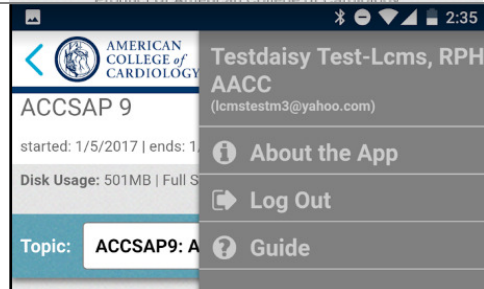 2:35
AMERICAN
COLLEGE of
CARDIOLOGY
ACCSAP 9
started: 1/5/2017 | ends: 1
Disk Usage: 501MB | Full S
Topic: ACCSAP9: A
Testdaisy Test-Lcms, RPH
AACC
(lcmstestm3@yahoo.com)
About the App
Log Out
Guide